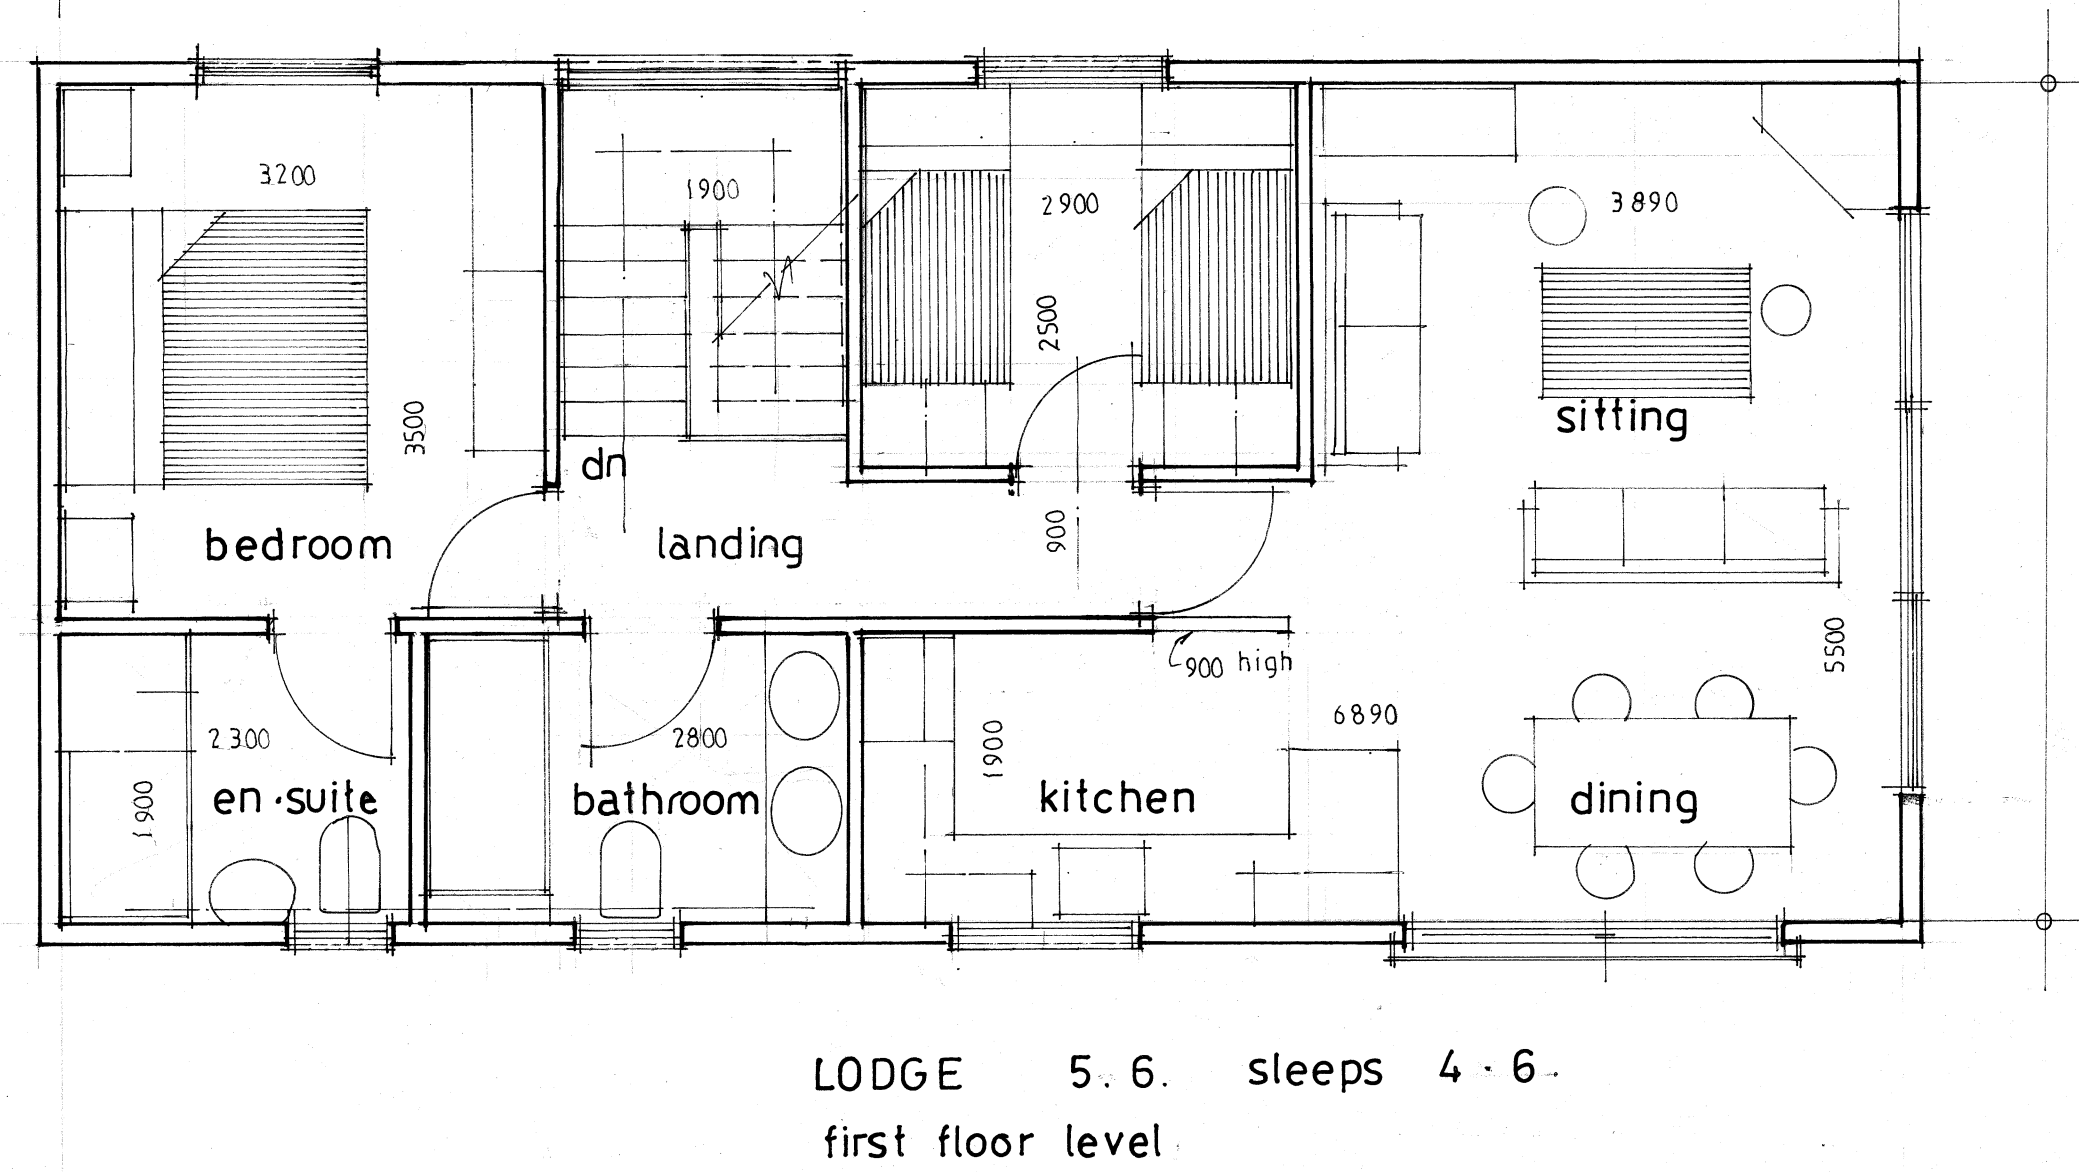 3200
1900
2900
3890
2500
3500
sitting
dn
bedroom
landing
900
900 high
5500
2300
2800
1900
6890
en·suite
1900
bathroom
kitchen
dining
LODGE 5.6. sleeps 4·6.
first floor level